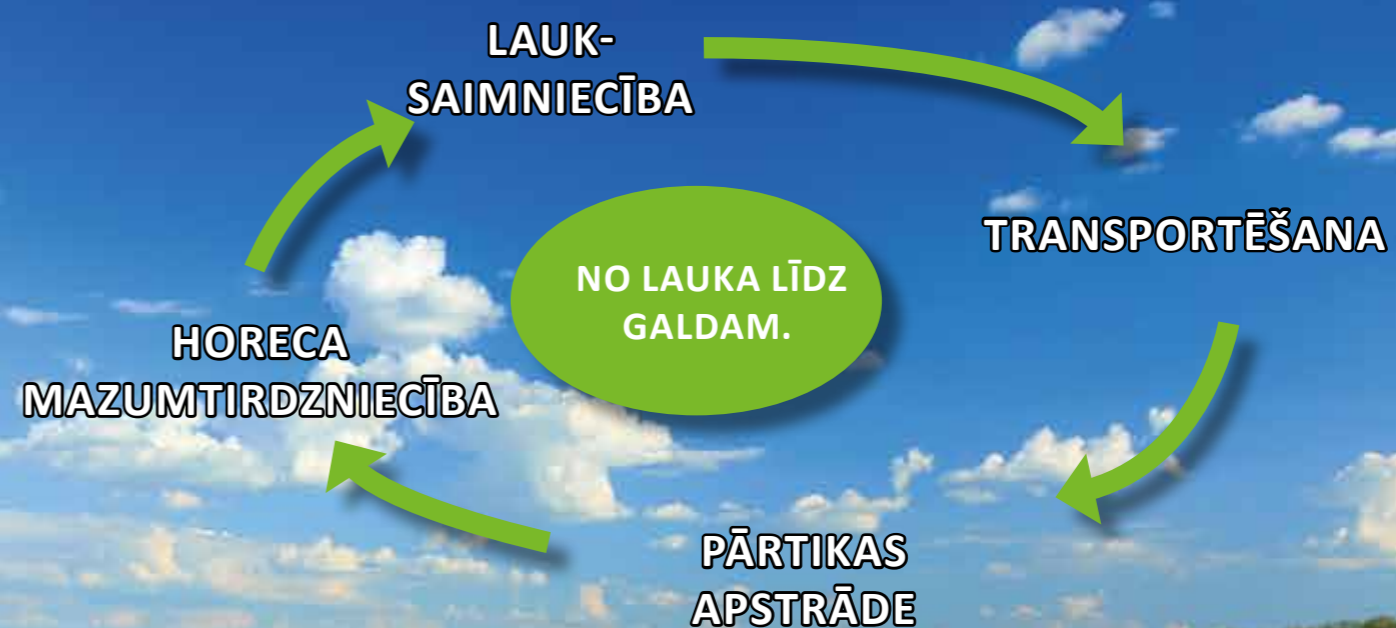 LAUK-
SAIMNIECĪBA
TRANSPORTĒŠANA
NO LAUKA LĪDZ
GALDAM.
HORECA
MAZUMTIRDZNIECĪBA
PĀRTIKAS
APSTRĀDE